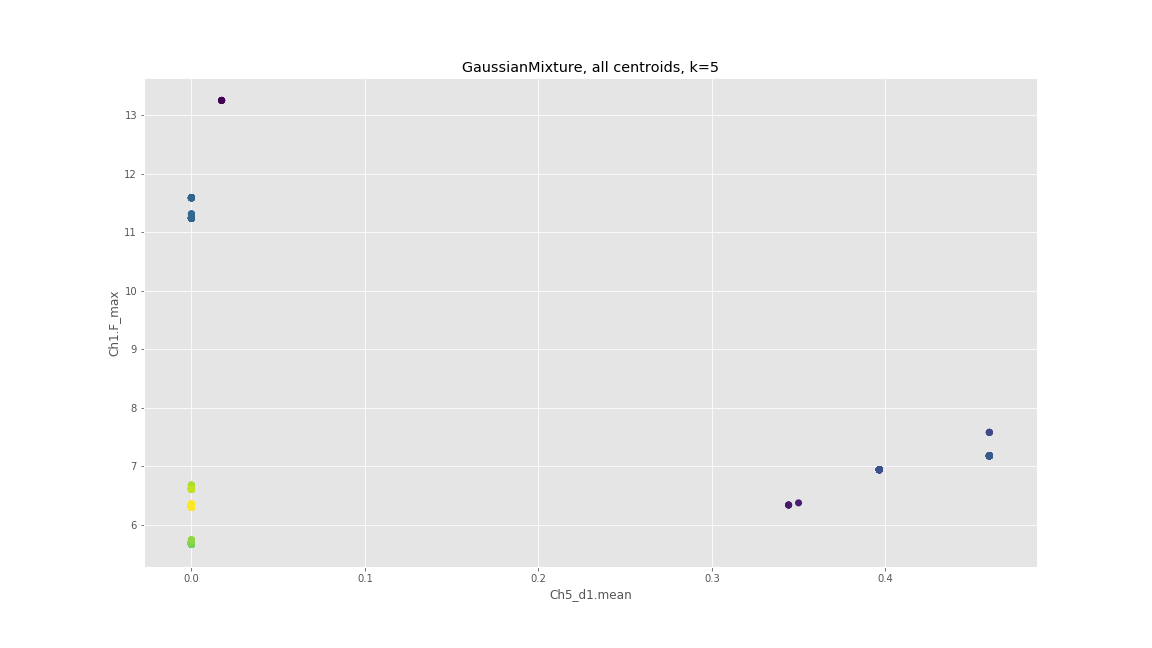 GaussianMixture, all centroids, k=5
13
12
11
10
9
8
7
6
Ch1.F_max
0.0 0.1 0.2 0.3 0.4
Ch5_d1.mean